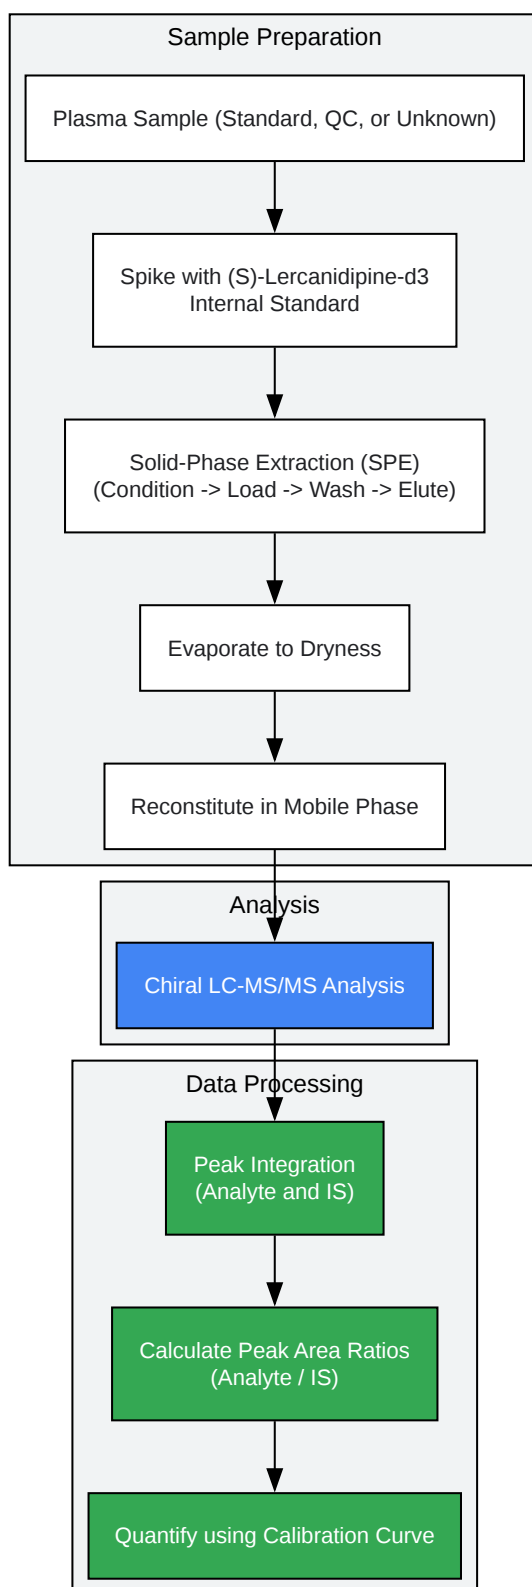 Sample Preparation
Plasma Sample (Standard, QC, or Unknown)
Spike with (S)-Lercanidipine-d3
Internal Standard
Solid-Phase Extraction (SPE)
(Condition -> Load -> Wash -> Elute)
Evaporate to Dryness
Reconstitute in Mobile Phase
Analysis
Chiral LC-MS/MS Analysis
Data Processing
Peak Integration
(Analyte and IS)
Calculate Peak Area Ratios
(Analyte / IS)
Quantify using Calibration Curve